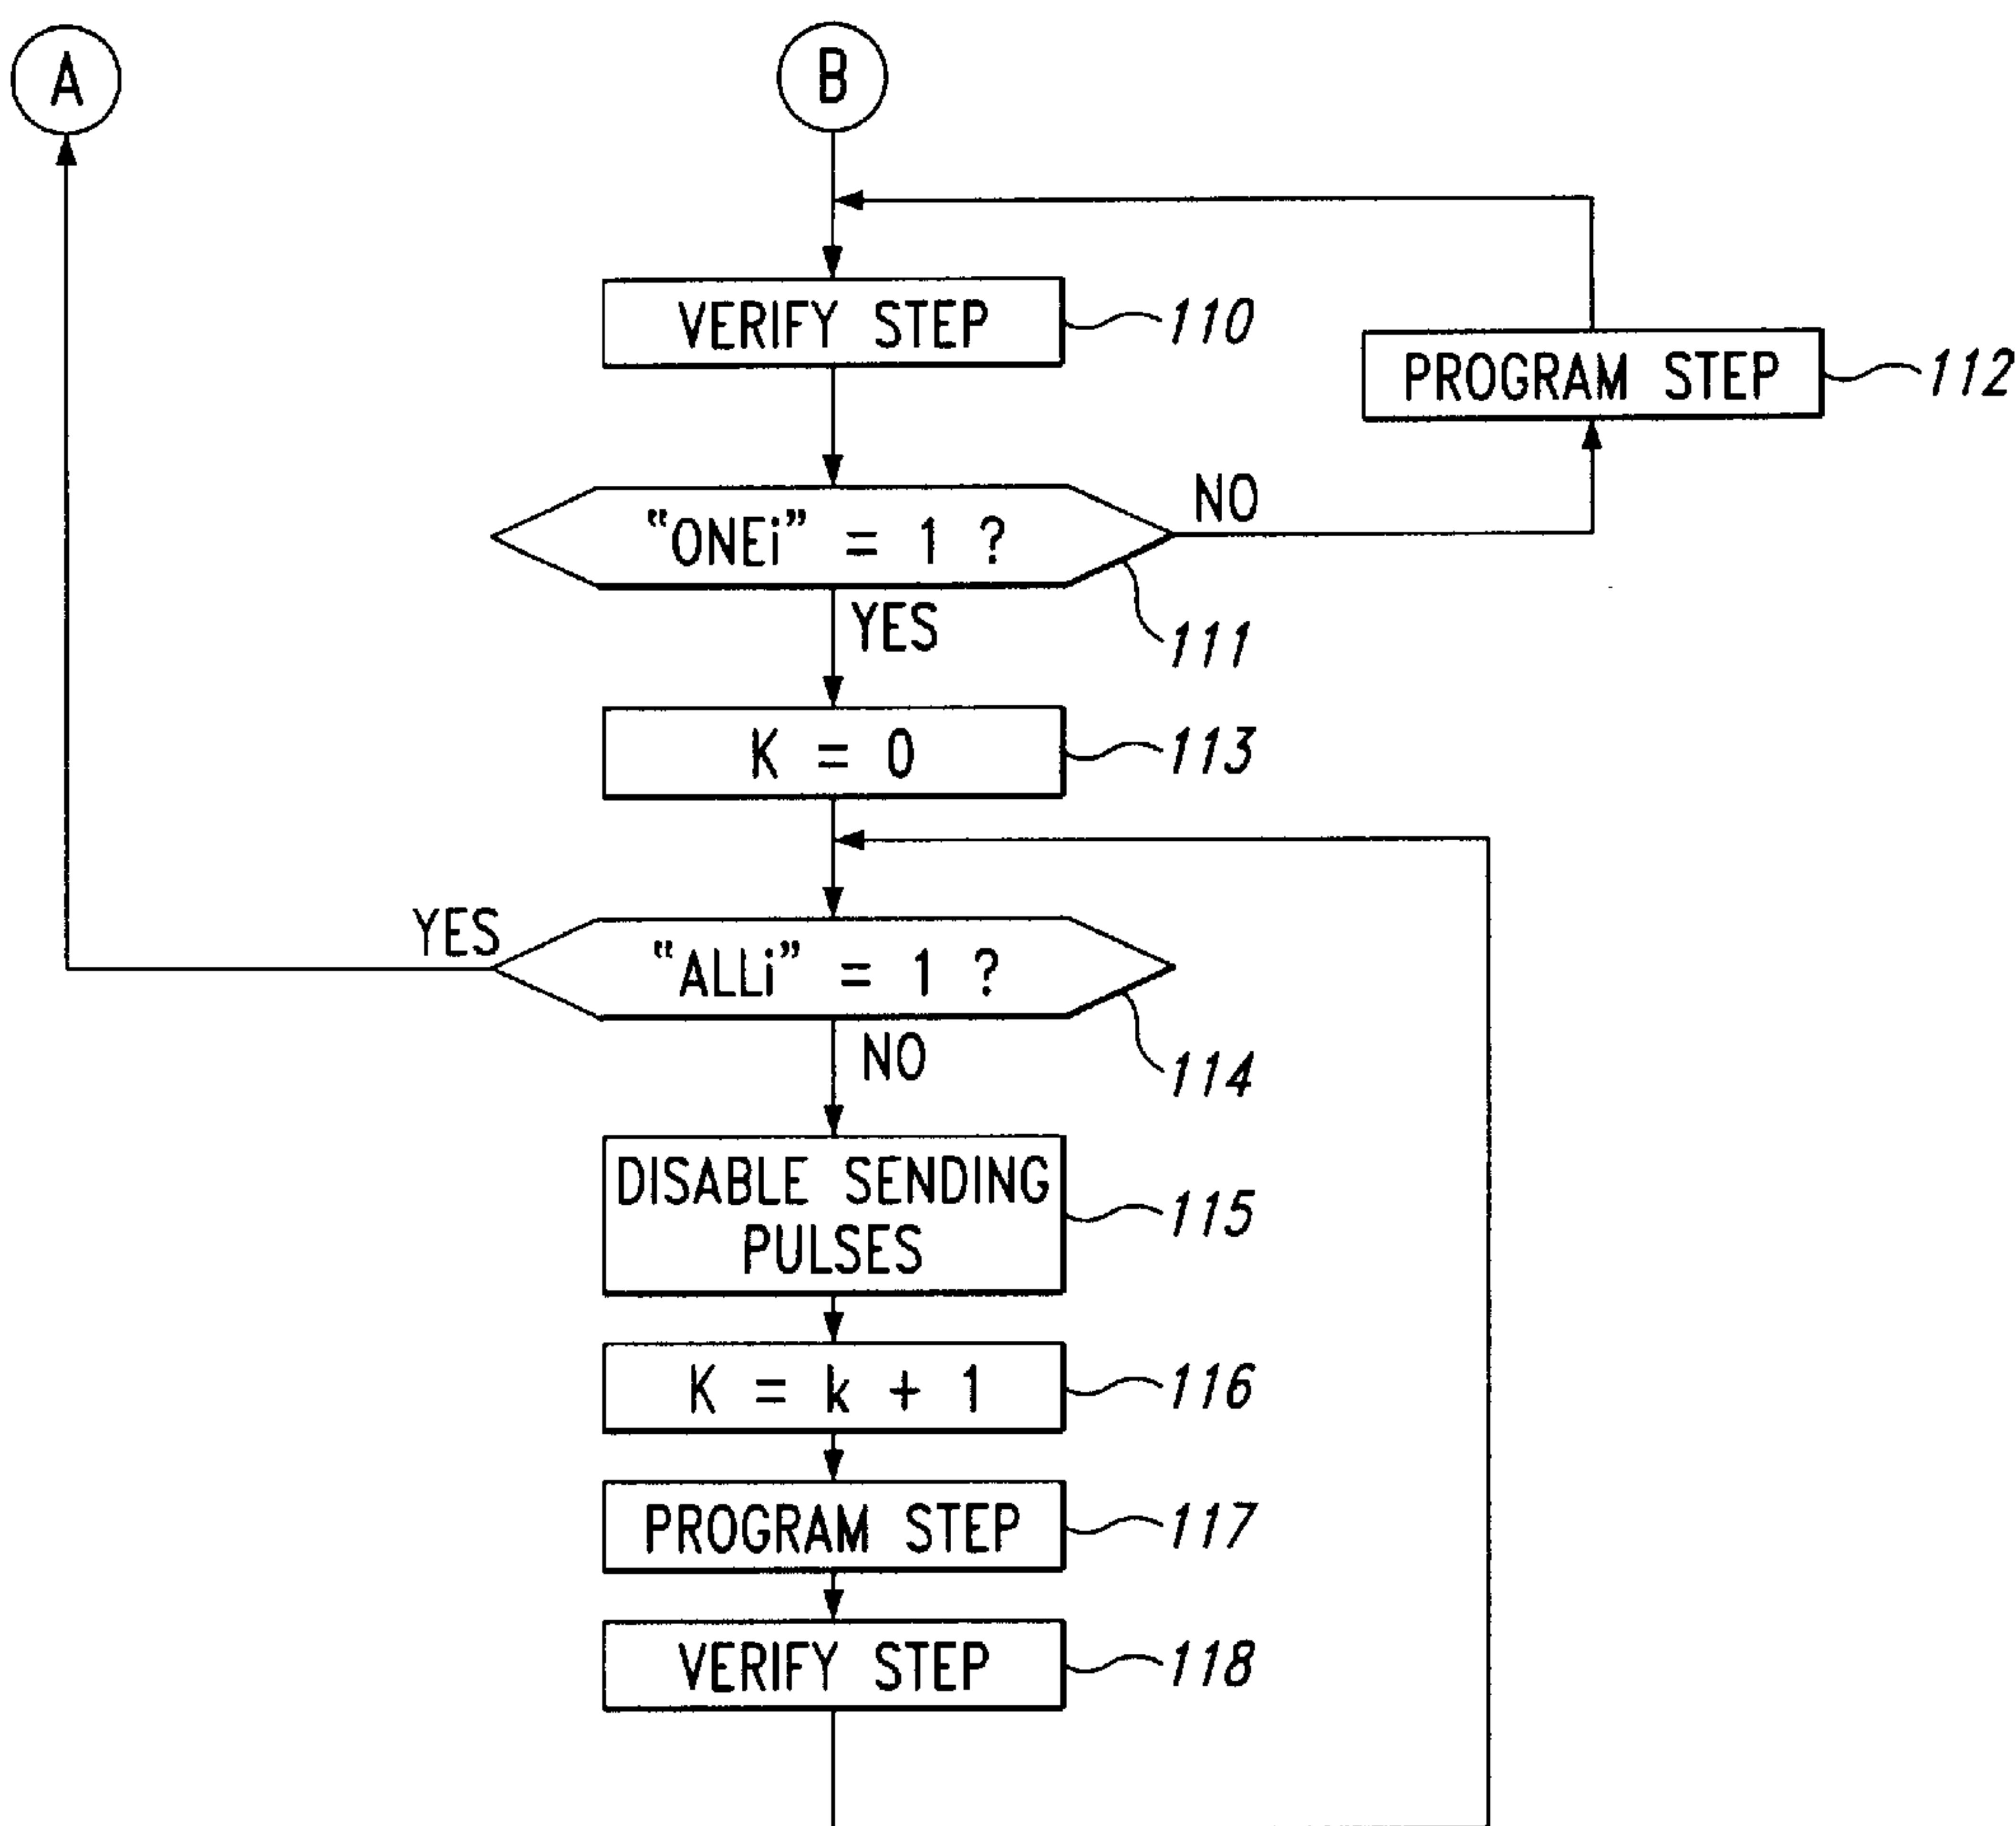 A
B
VERIFY STEP
110
PROGRAM STEP
112
"ONEi" = 1 ?
NO
YES
111
K = 0
113
YES
"ALLi" = 1 ?
NO
114
DISABLE SENDING
PULSES
115
K = k + 1
116
PROGRAM STEP
117
VERIFY STEP
118